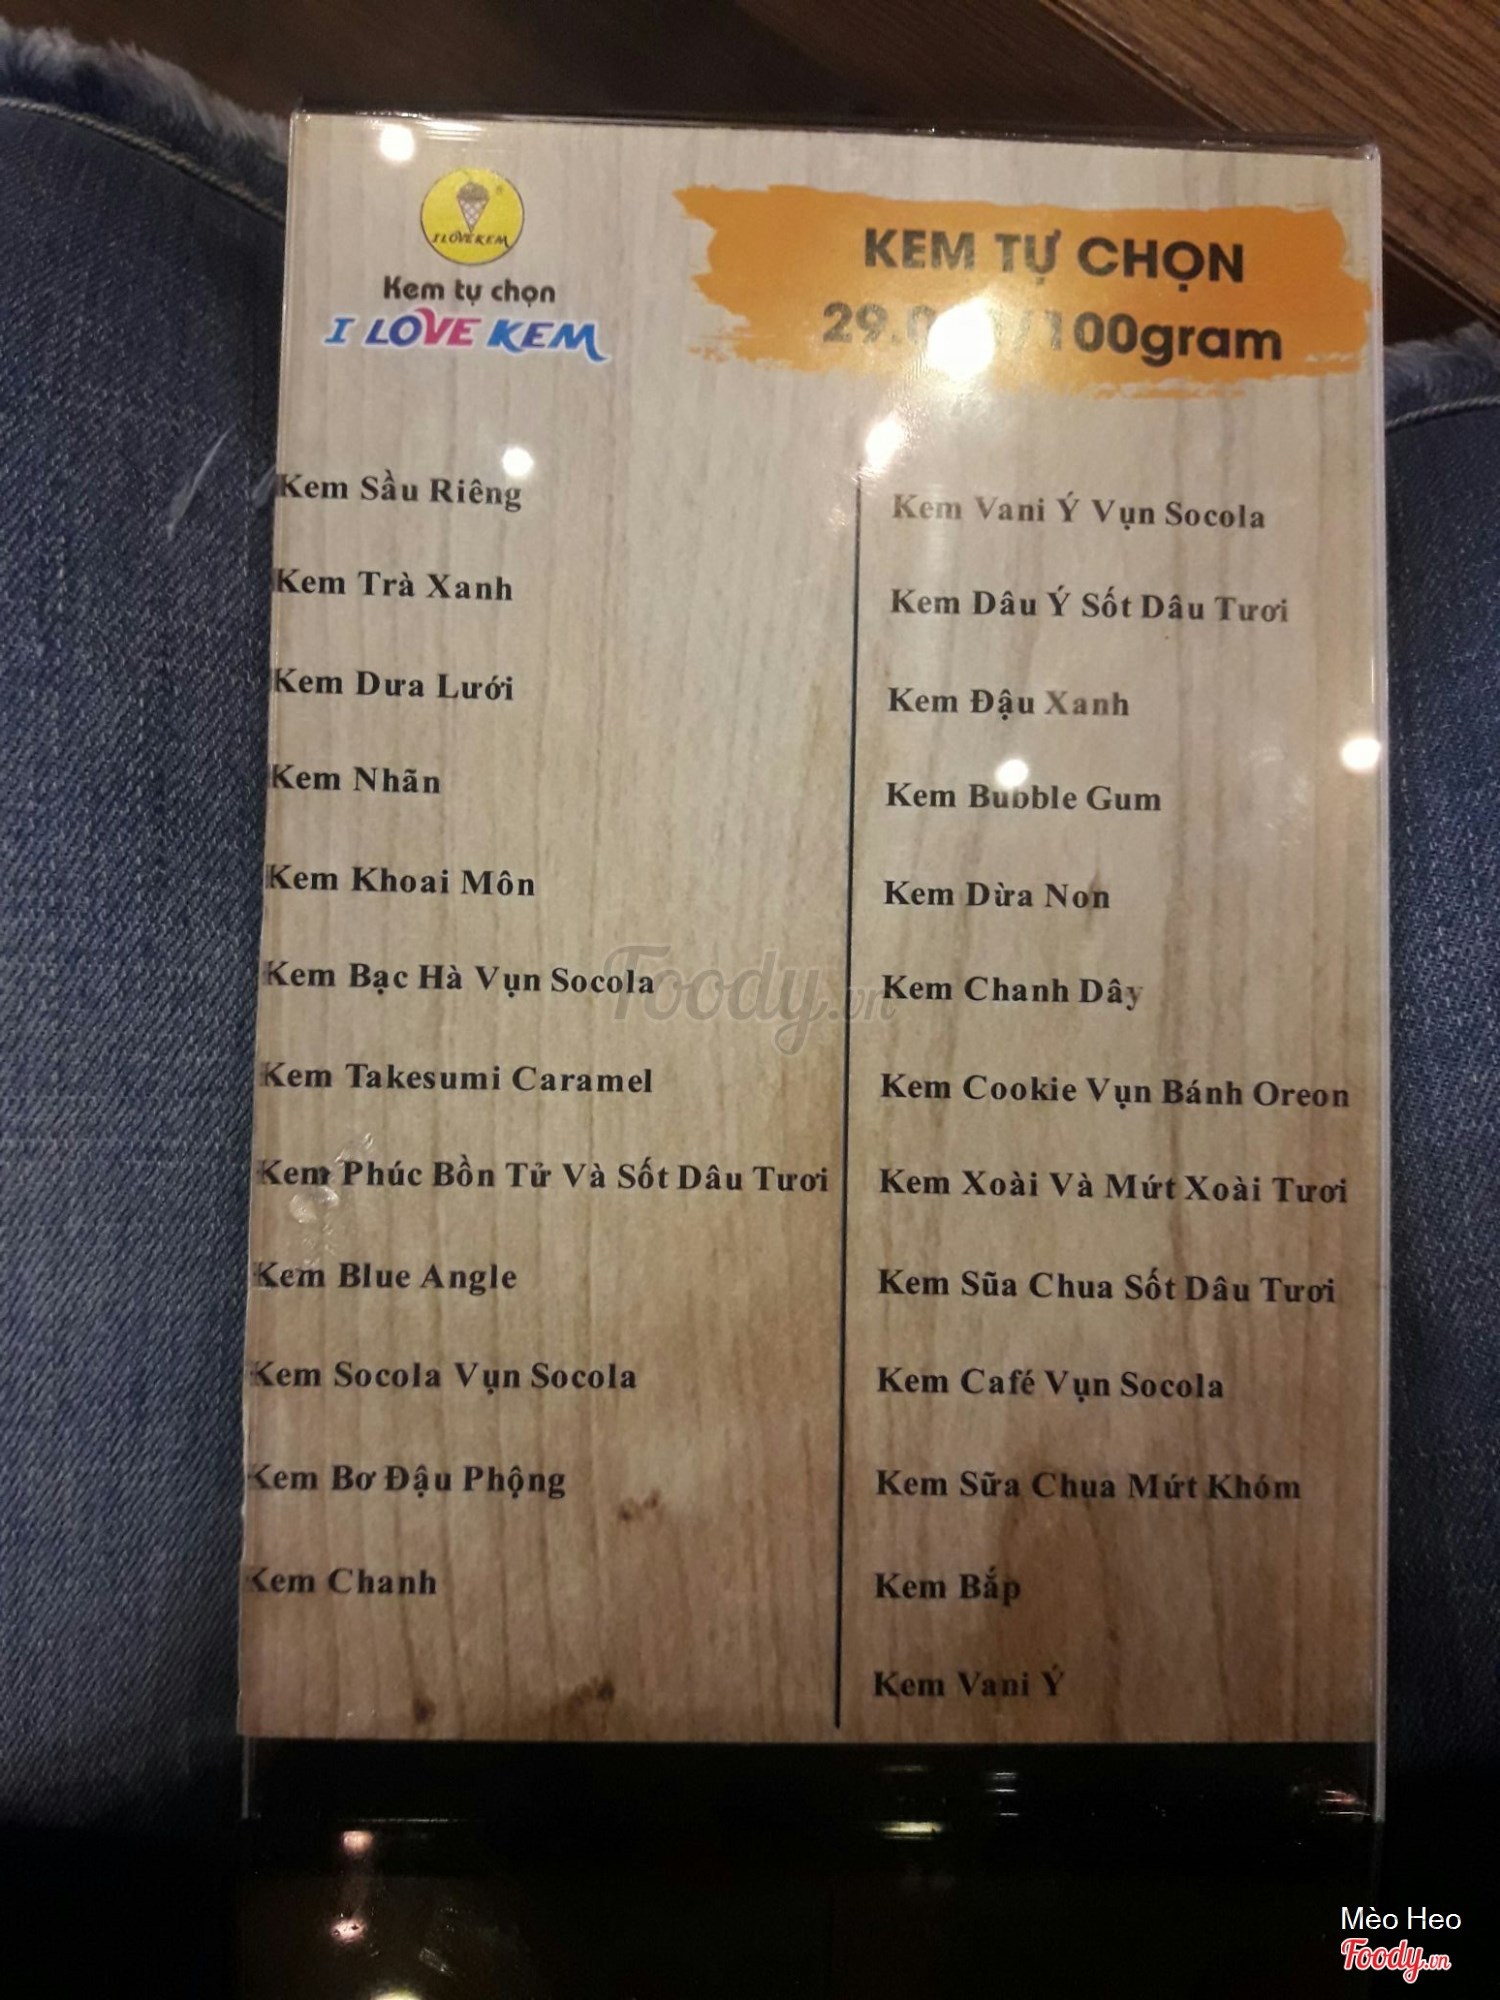 I LOVE KEM
Kem tự chọn
I LOVE KEM
KEM TỰ CHỌN
/100gram
Kem Sầu Riêng
Kem Trà Xanh
Kem Dưa Lưới
Kem Nhãn
Kem Khoai Môn
Kem Bạc Hà Vụn Socola
Kem Takesumi Caramel
Kem Phúc Bồn Tử Và Sốt Dâu Tươi
Kem Blue Angle
Kem Socola Vụn Socola
Kem Bơ Đậu Phộng
Kem Chanh
Kem Vani Ý Vụn Socola
Kem Dâu Ý Sốt Dâu Tươi
Kem Đậu Xanh
Kem Bubble Gum
Kem Dừa Non
Kem Chanh Dây
Kem Cookie Vụn Bánh Oreon
Kem Xoài Và Mứt Xoài Tươi
Kem Sũa Chua Sốt Dâu Tươi
Kem Café Vụn Socola
Kem Sữa Chua Mứt Khóm
Kem Bắp
Kem Vani Ý
Foody.vn
Mèo Heo
Foody.vn